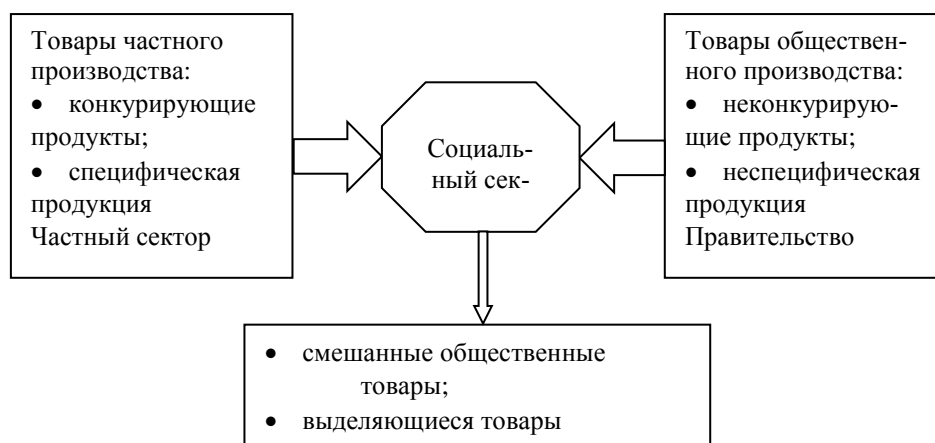 Товары частного
производства:
• конкурирующие
продукты;
• специфическая
продукция
Частный сектор
Социаль-
ный сек-
Товары обществен-
ного производства:
• неконкурирую-
щие продукты;
• неспецифическая
продукция
Правительство
• смешанные общественные
товары;
• выделяющиеся товары